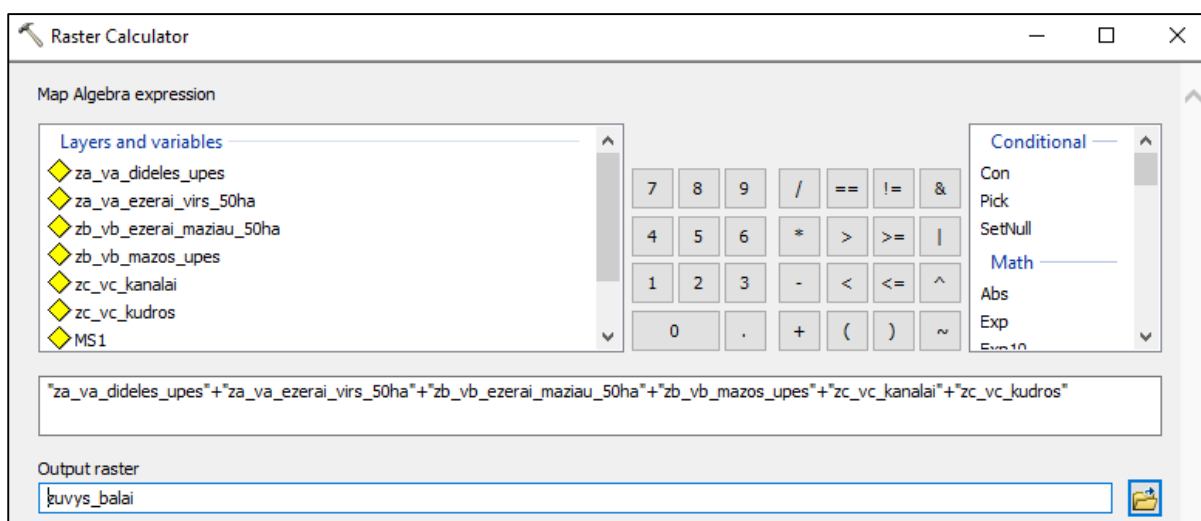 Raster Calculator
Map Algebra expression
Layers and variables
za_va_dideles_upes
za_va_ezerai_virs_50ha
zb_vb_ezerai_maziau_50ha
zb_vb_mazos_upes
zc_vc_kanalai
zc_vc_kudros
MS1
7 8 9 / == != &
4 5 6 * > >= |
1 2 3 - < <= ^
0 . + ( ) ~
Conditional
Con
Pick
SetNull
Math
Abs
Exp
Exp10
"za_va_dideles_upes"+"za_va_ezerai_virs_50ha"+"zb_vb_ezerai_maziau_50ha"+"zb_vb_mazos_upes"+"zc_vc_kanalai"+"zc_vc_kudros"
Output raster
zuvys_balai